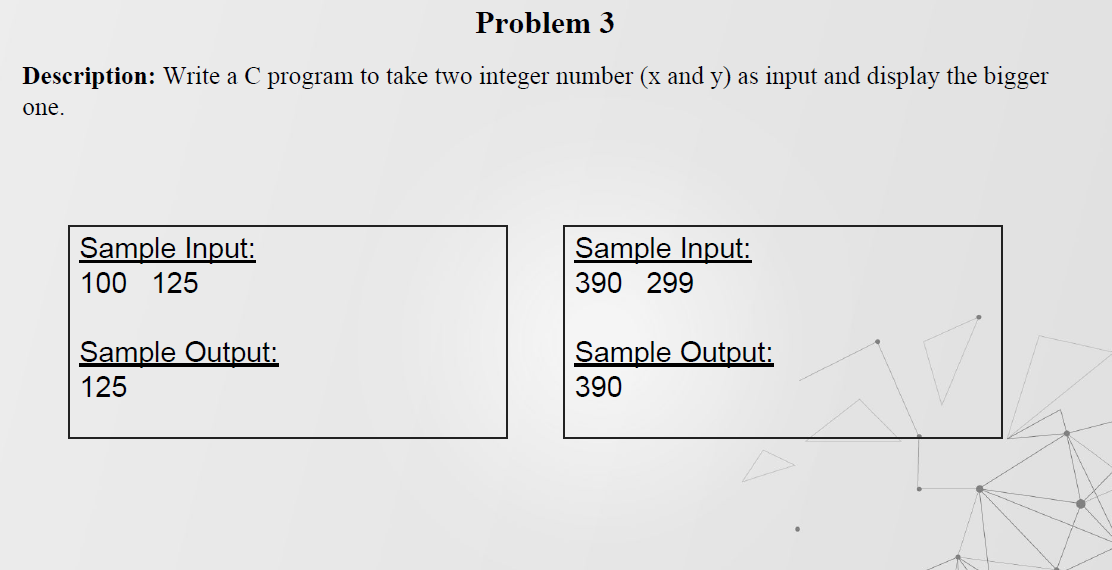 Problem 3
Description: Write a C program to take two integer number (x and y) as input and display the bigger
one.
Sample Input:
100 125
Sample Output:
125
Sample Input:
390 299
Sample Output:
390